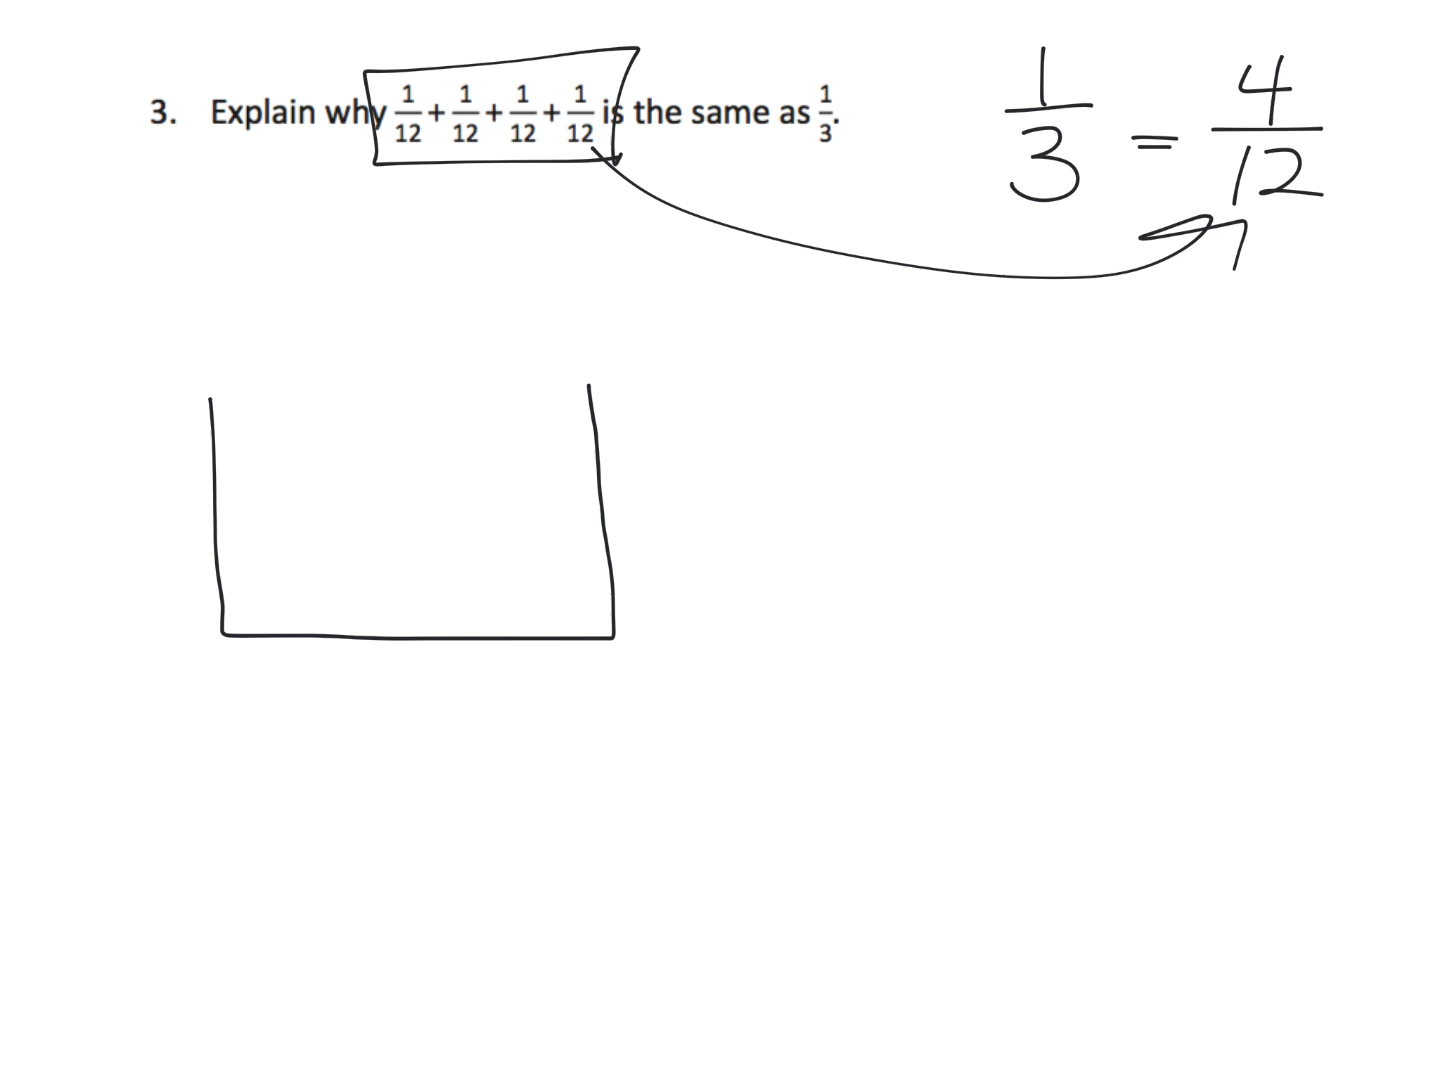 3. Explain why 1/12 + 1/12 + 1/12 + 1/12 is the same as 1/3.
1/3 = 4/12